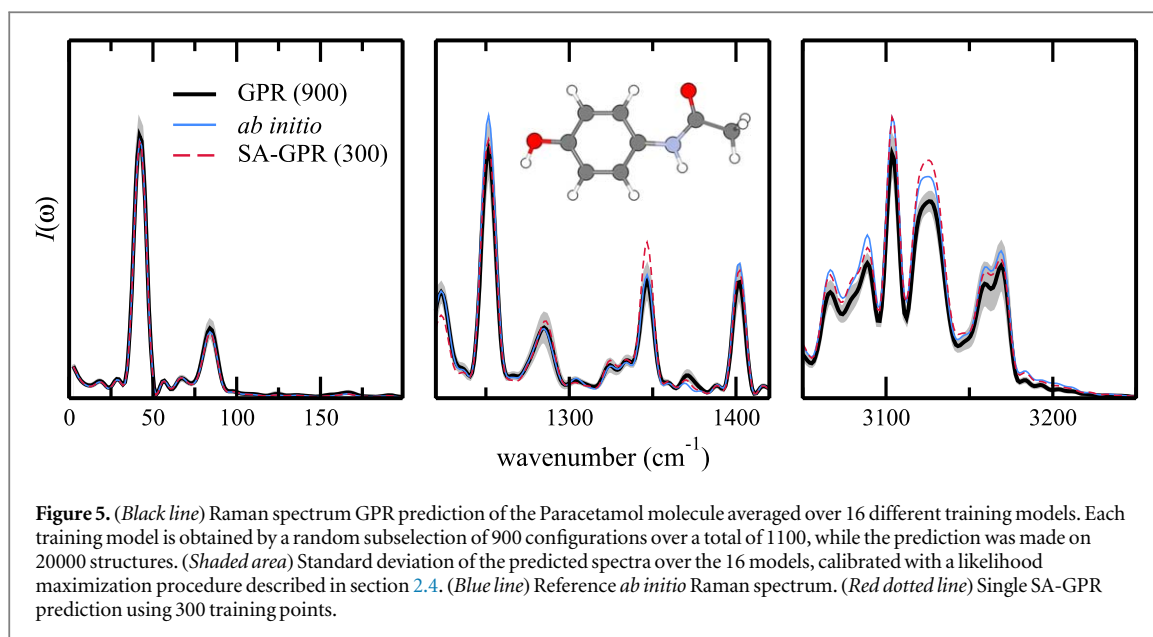 GPR (900)
ab initio
SA-GPR (300)
I(ω)
0 50 100 150 1300 1400 3100 3200
wavenumber (cm⁻¹)
Figure 5. (Black line) Raman spectrum GPR prediction of the Paracetamol molecule averaged over 16 different training models. Each
training model is obtained by a random subselection of 900 configurations over a total of 1100, while the prediction was made on
20000 structures. (Shaded area) Standard deviation of the predicted spectra over the 16 models, calibrated with a likelihood
maximization procedure described in section 2.4. (Blue line) Reference ab initio Raman spectrum. (Red dotted line) Single SA-GPR
prediction using 300 training points.